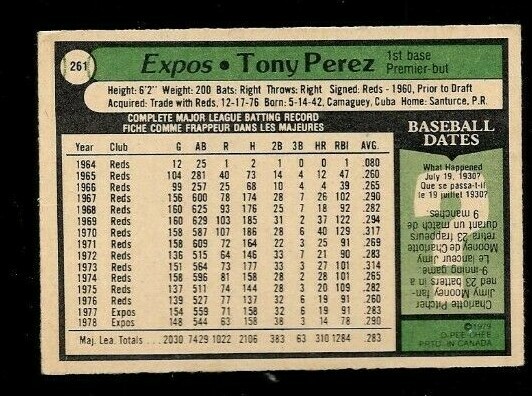 261
Expos • Tony Perez
1st base
Premier-but
Height: 6'2" Weight: 200 Bats: Right Throws: Right Signed: Reds - 1960, Prior to Draft
Acquired: Trade with Reds, 12-17-76 Born: 5-14-42, Camaguey, Cuba Home: Santurce, P.R.
COMPLETE MAJOR LEAGUE BATTING RECORD
FICHE COMME FRAPPEUR DANS LES MAJEURES
Year Club G AB R H 2B 3B HR RBI AVG.
1964 Reds 12 25 1 2 1 0 0 1 .080
1965 Reds 104 281 40 73 14 4 12 47 .260
1966 Reds 99 257 25 68 10 4 4 39 .265
1967 Reds 156 600 78 174 28 7 26 102 .290
1968 Reds 160 625 93 176 25 7 18 92 .282
1969 Reds 160 629 103 185 31 2 37 122 .294
1970 Reds 158 587 107 186 28 6 40 129 .317
1971 Reds 158 609 72 164 22 3 25 91 .269
1972 Reds 136 515 64 146 33 7 21 90 .283
1973 Reds 151 564 73 177 33 3 27 101 .314
1974 Reds 158 596 81 158 28 2 28 101 .265
1975 Reds 137 511 74 144 28 3 20 109 .282
1976 Reds 139 527 77 137 32 6 19 91 .260
1977 Expos 154 559 71 158 32 6 19 91 .283
1978 Expos 148 544 63 158 38 3 14 78 .290
Maj. Lea. Totals... 2030 7429 1022 2106 383 63 310 1284 .283
BASEBALL
DATES
What Happened
July 19, 1930?
Que se passa-t-il
le 19 juillet 1930?
Charlotte Pitcher
Jimmy Mooney fan-
ned 23 batters in a
9 inning game
Le lanceur Jimy
Mooney de Charlotte
retire 23 frappeurs
durant un match de
9 manches.
©1979
O-PEE-CHEE
PRTD. IN CANADA